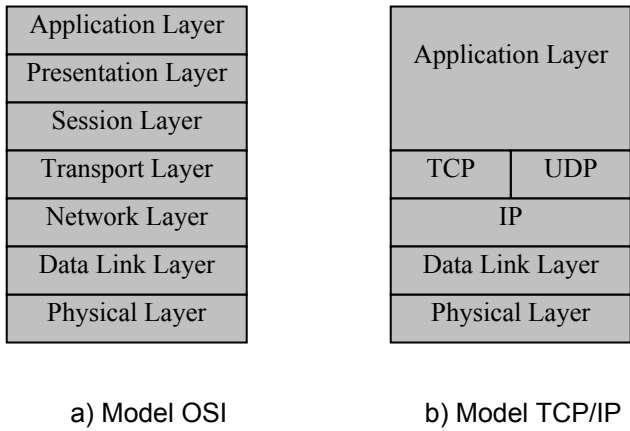 Application Layer
Presentation Layer
Session Layer
Transport Layer
Network Layer
Data Link Layer
Physical Layer
a) Model OSI
Application Layer
TCP UDP
IP
Data Link Layer
Physical Layer
b) Model TCP/IP